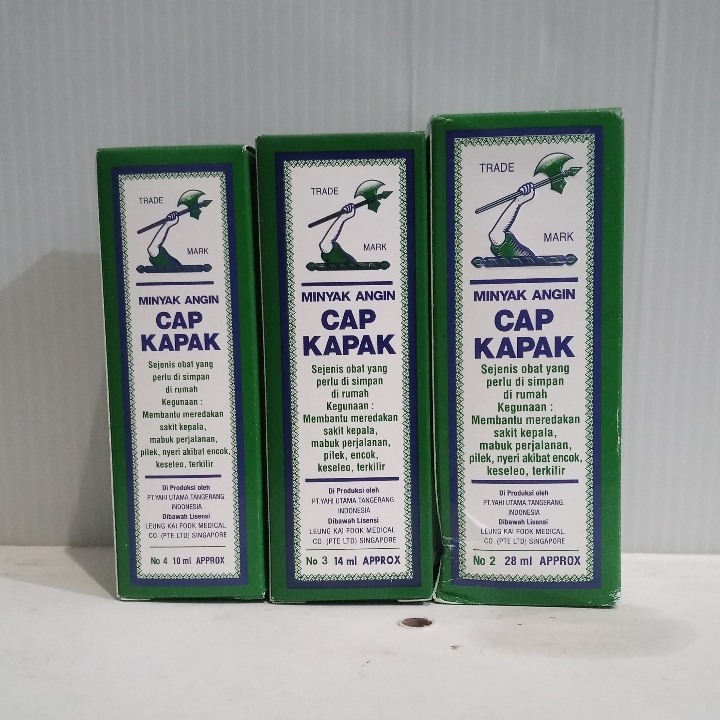 TRADE
MARK
MINYAK ANGIN
CAP
KAPAK
Sejenis obat yang
perlu di simpan
di rumah
Kegunaan :
Membantu meredakan
sakit kepala,
mabuk perjalanan,
pilek, nyeri akibat encok,
keseleo, terkilir
Di Produksi oleh
PT.YAHI UTAMA.TANGERANG.
INDONESIA
Dibawah Lisensi
LEUNG KAI FOOK MEDICAL
CO. (PTE LTD) SINGAPORE
No 4 10 ml APPROX
TRADE
MARK
MINYAK ANGIN
CAP
KAPAK
Sejenis obat yang
perlu di simpan
di rumah
Kegunaan :
Membantu meredakan
sakit kepala,
mabuk perjalanan,
pilek, encok,
keseleo, terkilir
Di Produksi oleh
PT.YAHI UTAMA.TANGERANG
INDONESIA
Dibawah Lisensi
LEUNG KAI FOOK MEDICAL
CO. (PTE LTD) SINGAPORE
No 3 14 ml APPROX
TRADE
MARK
MINYAK ANGIN
CAP
KAPAK
Sejenis obat yang
perlu di simpan
di rumah
Kegunaan :
Membantu meredakan
sakit kepala,
mabuk perjalanan,
pilek, nyeri akibat encok,
keseleo, terkilir
Di Produksi oleh
PT.YAHI UTAMA.TANGERANG.
INDONESIA
Dibawah Lisensi
LEUNG KAI FOOK MEDICAL
CO. (PTE LTD) SINGAPORE
No 2 28 ml APPROX